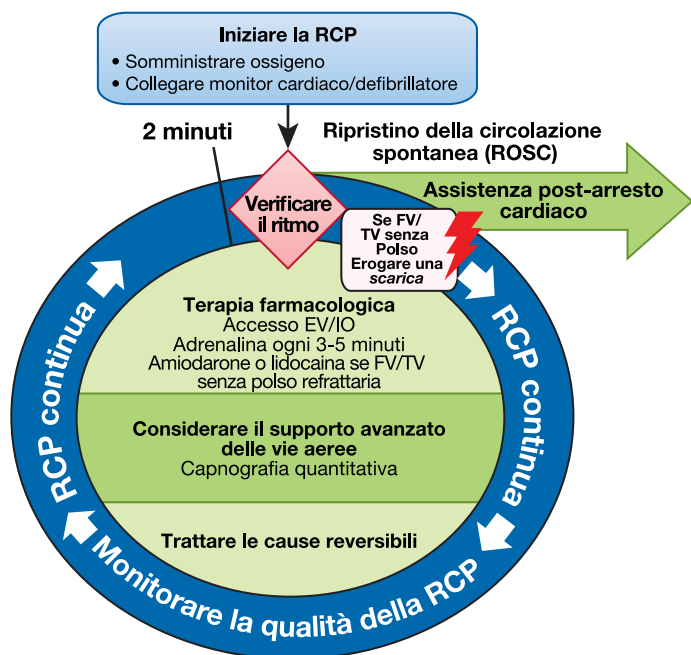 Iniziare la RCP
• Somministrare ossigeno
• Collegare monitor cardiaco/defibrillatore
2 minuti
Ripristino della circolazione
spontanea (ROSC)
Assistenza post-arresto
cardiaco
Verificare
il ritmo
Se FV/
TV senza
Polso
Erogare una
scarica
RCP continua
Monitorare la qualità della RCP
RCP continua
Terapia farmacologica
Accesso EV/IO
Adrenalina ogni 3-5 minuti
Amiodarone o lidocaina se FV/TV
senza polso refrattaria
Considerare il supporto avanzato
delle vie aeree
Capnografia quantitativa
Trattare le cause reversibili